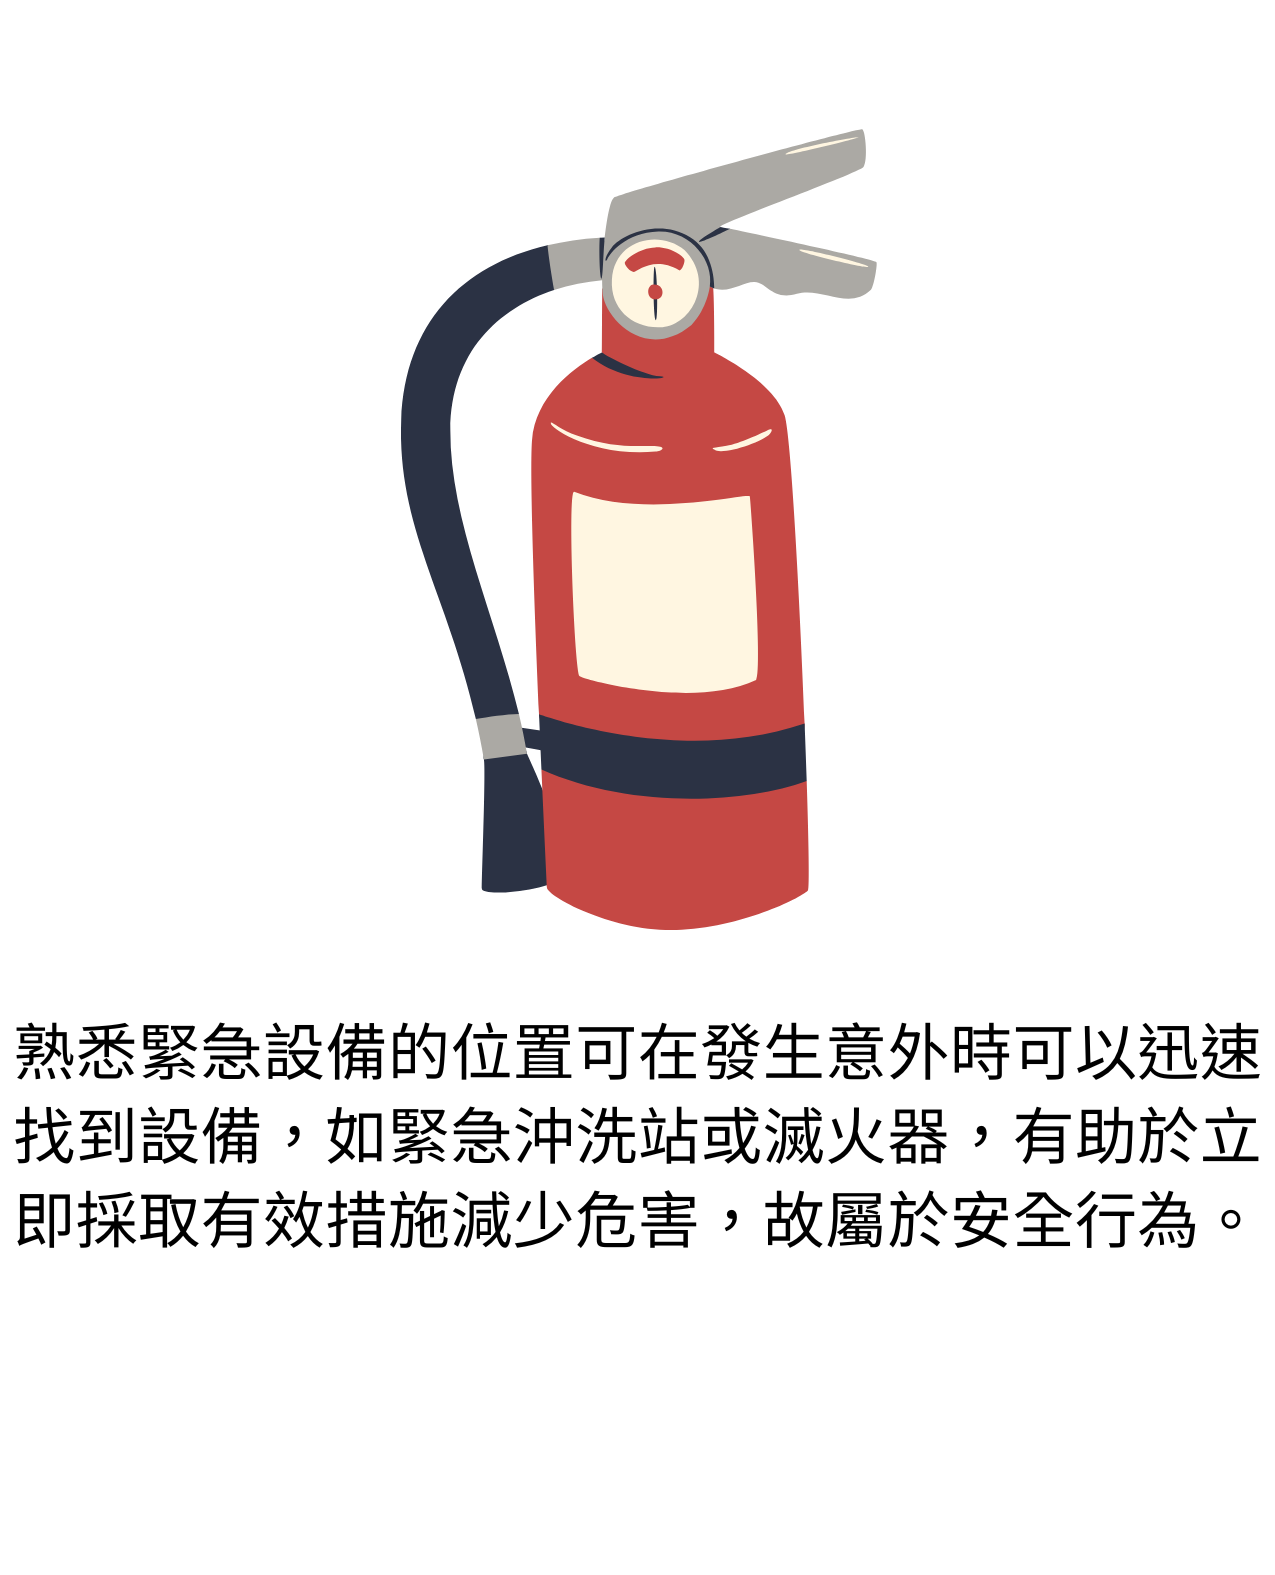 熟悉緊急設備的位置可在發生意外時可以迅速
找到設備，如緊急沖洗站或滅火器，有助於立
即採取有效措施減少危害，故屬於安全行為。